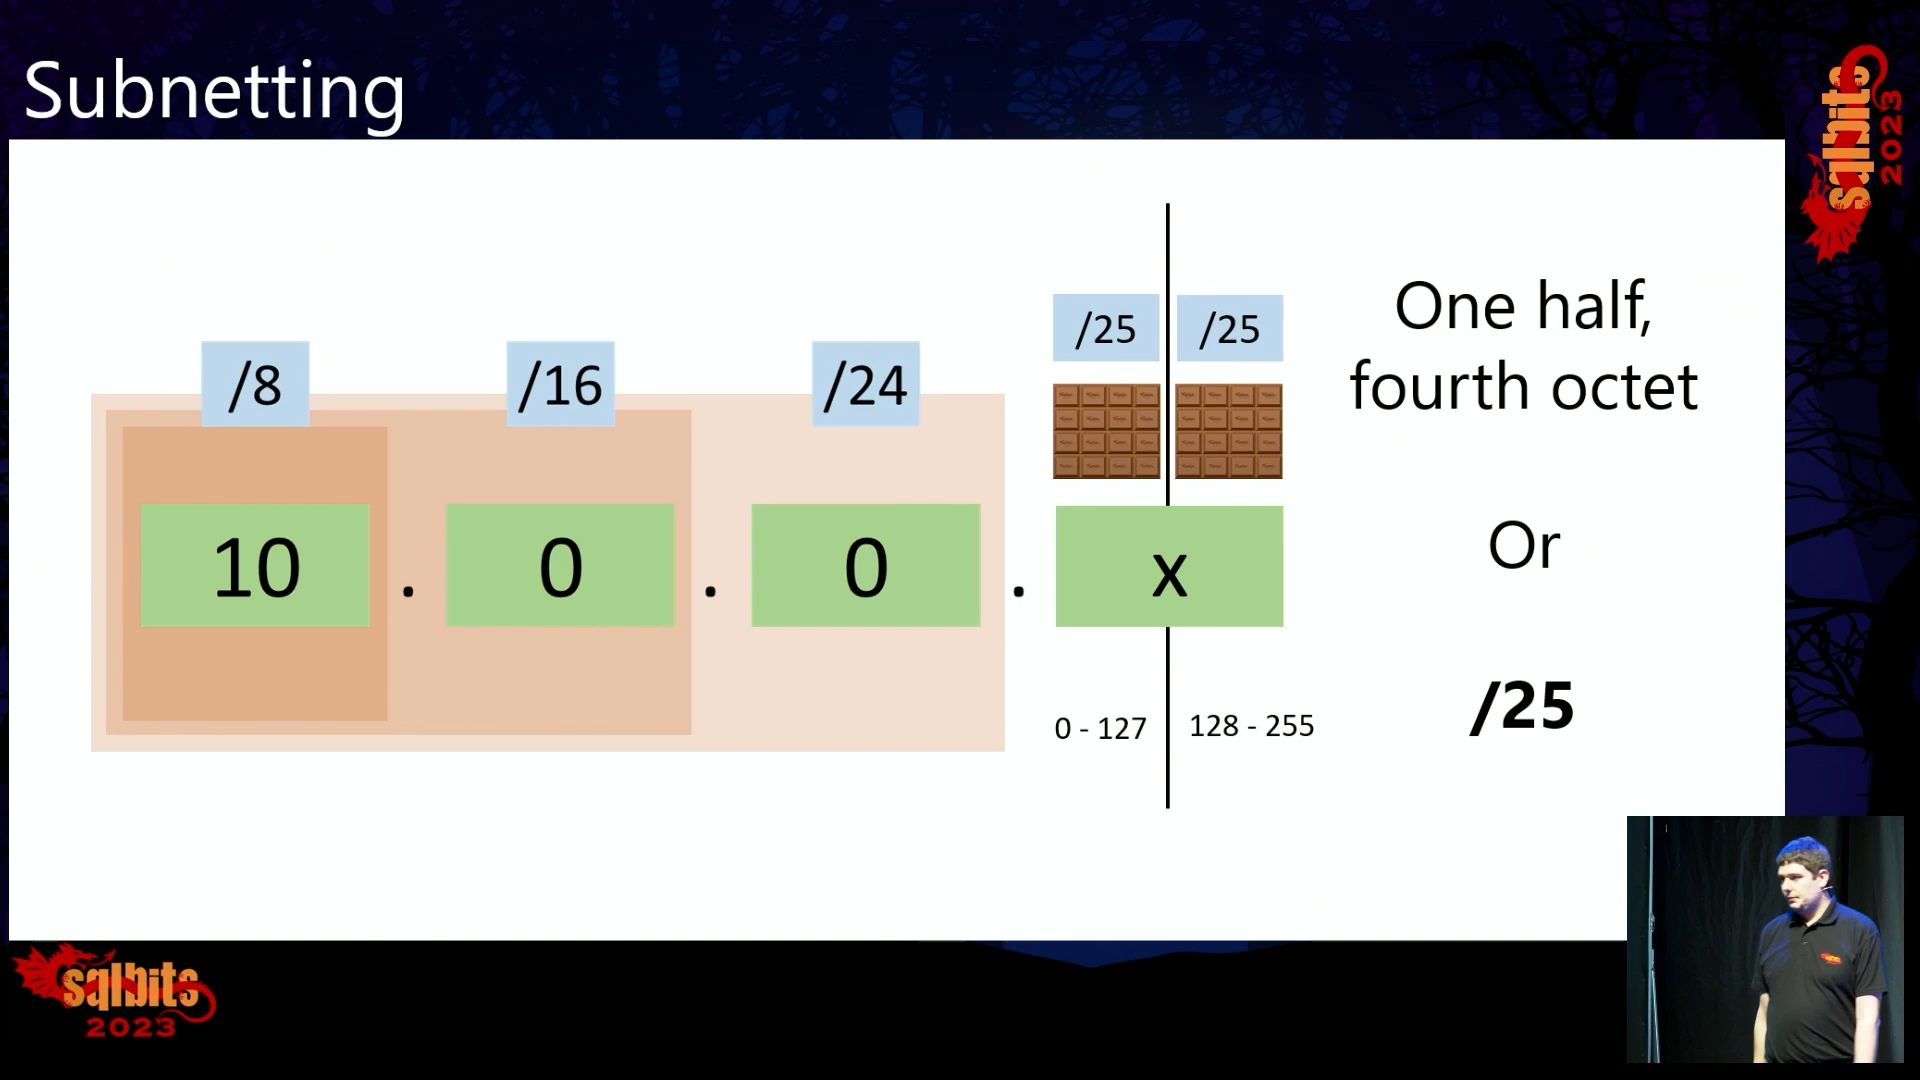 Subnetting
sqlbits
2023
/25 /25
One half,
fourth octet
/8 /16 /24
10 . 0 . 0 . x
Or
/25
0 - 127 128 - 255
sqlbits
2023